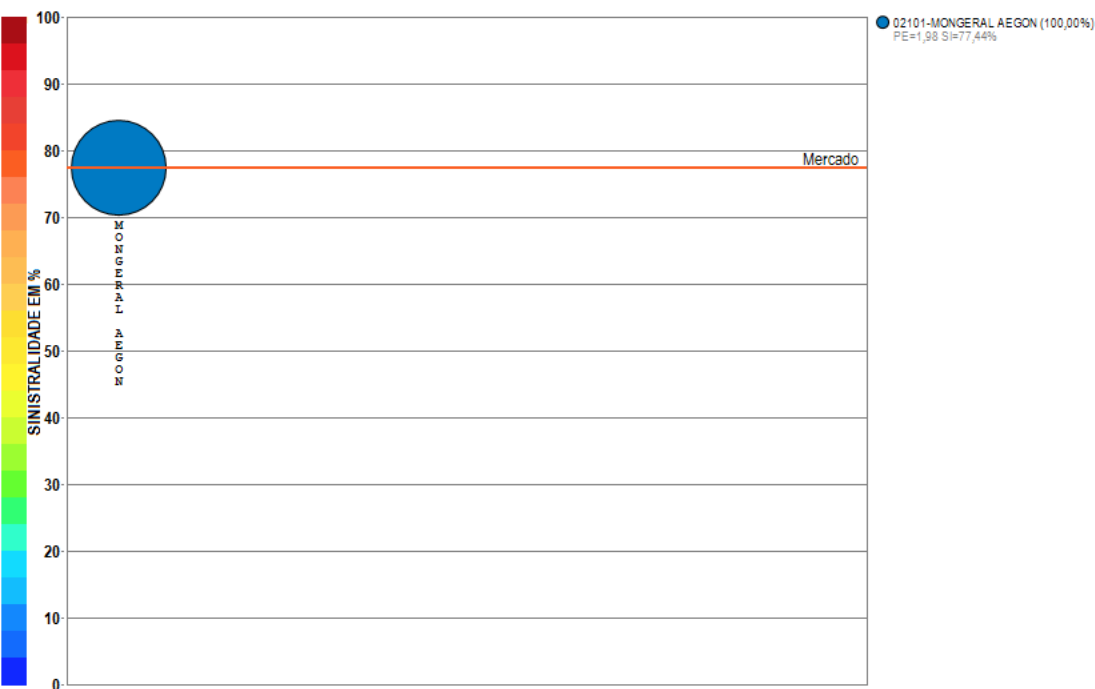 100
90
80
70
60
50
40
30
20
10
0
SINISTRALIDADE EM %
Mercado
MONGERAL AEGON
02101-MONGERAL AEGON (100,00%)
PE=1,98 SI=77,44%